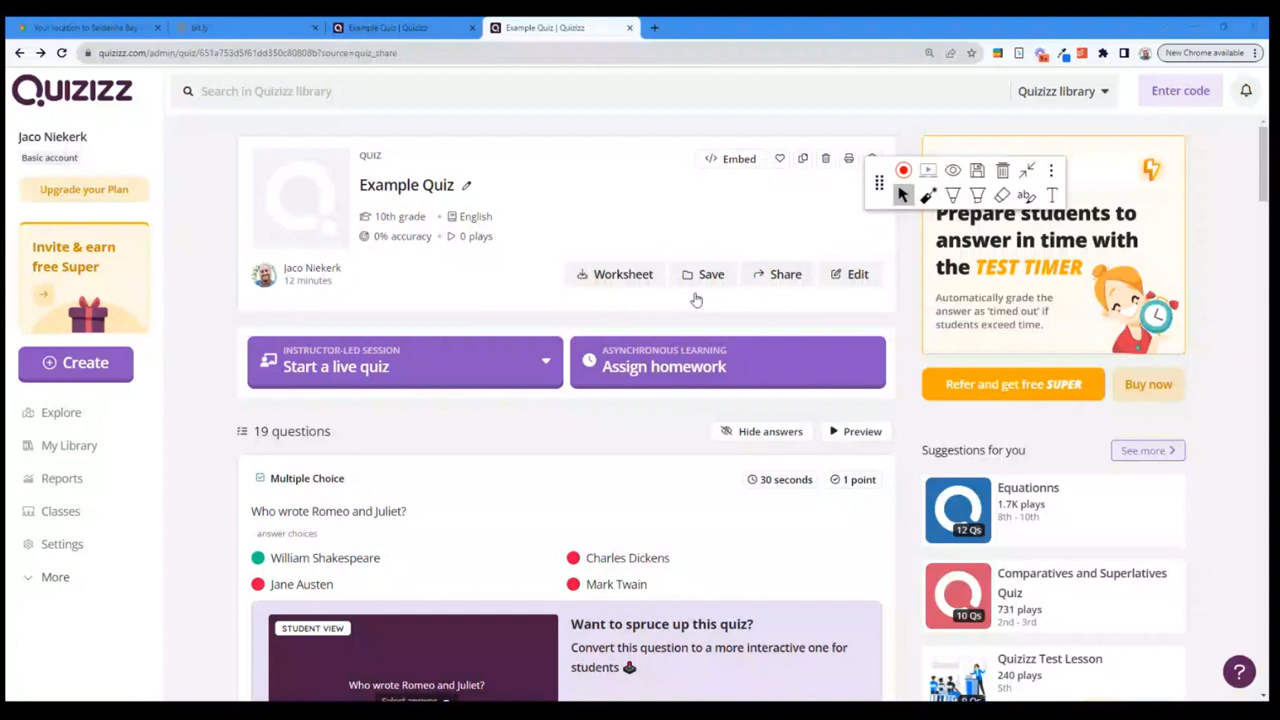 Your location to Saldanha Bay -
bit.ly
Example Quiz | Quizizz
Example Quiz | Quizizz
quizizz.com/admin/quiz/651a753d5f61dd350c80808b?source=quiz_share
New Chrome available
QUIZIZZ
Search in Quizizz library
Quizizz library
Enter code
Jaco Niekerk
Basic account
Upgrade your Plan
Invite & earn
free Super
Create
Explore
My Library
Reports
Classes
Settings
More
QUIZ
Embed
Example Quiz
10th grade • English
0% accuracy • 0 plays
Jaco Niekerk
12 minutes
Worksheet
Save
Share
Edit
INSTRUCTOR-LED SESSION
Start a live quiz
ASYNCHRONOUS LEARNING
Assign homework
19 questions
Hide answers
Preview
Multiple Choice
30 seconds
1 point
Who wrote Romeo and Juliet?
answer choices
William Shakespeare
Charles Dickens
Jane Austen
Mark Twain
STUDENT VIEW
Who wrote Romeo and Juliet?
Want to spruce up this quiz?
Convert this question to a more interactive one for
students
Prepare students to
answer in time with
the TEST TIMER
Automatically grade the
answer as 'timed out' if
students exceed time.
Refer and get free SUPER
Buy now
Suggestions for you
See more
Equationns
1.7K plays
8th - 10th
12 Qs
Comparatives and Superlatives
Quiz
731 plays
2nd - 3rd
10 Qs
Quizizz Test Lesson
240 plays
5th